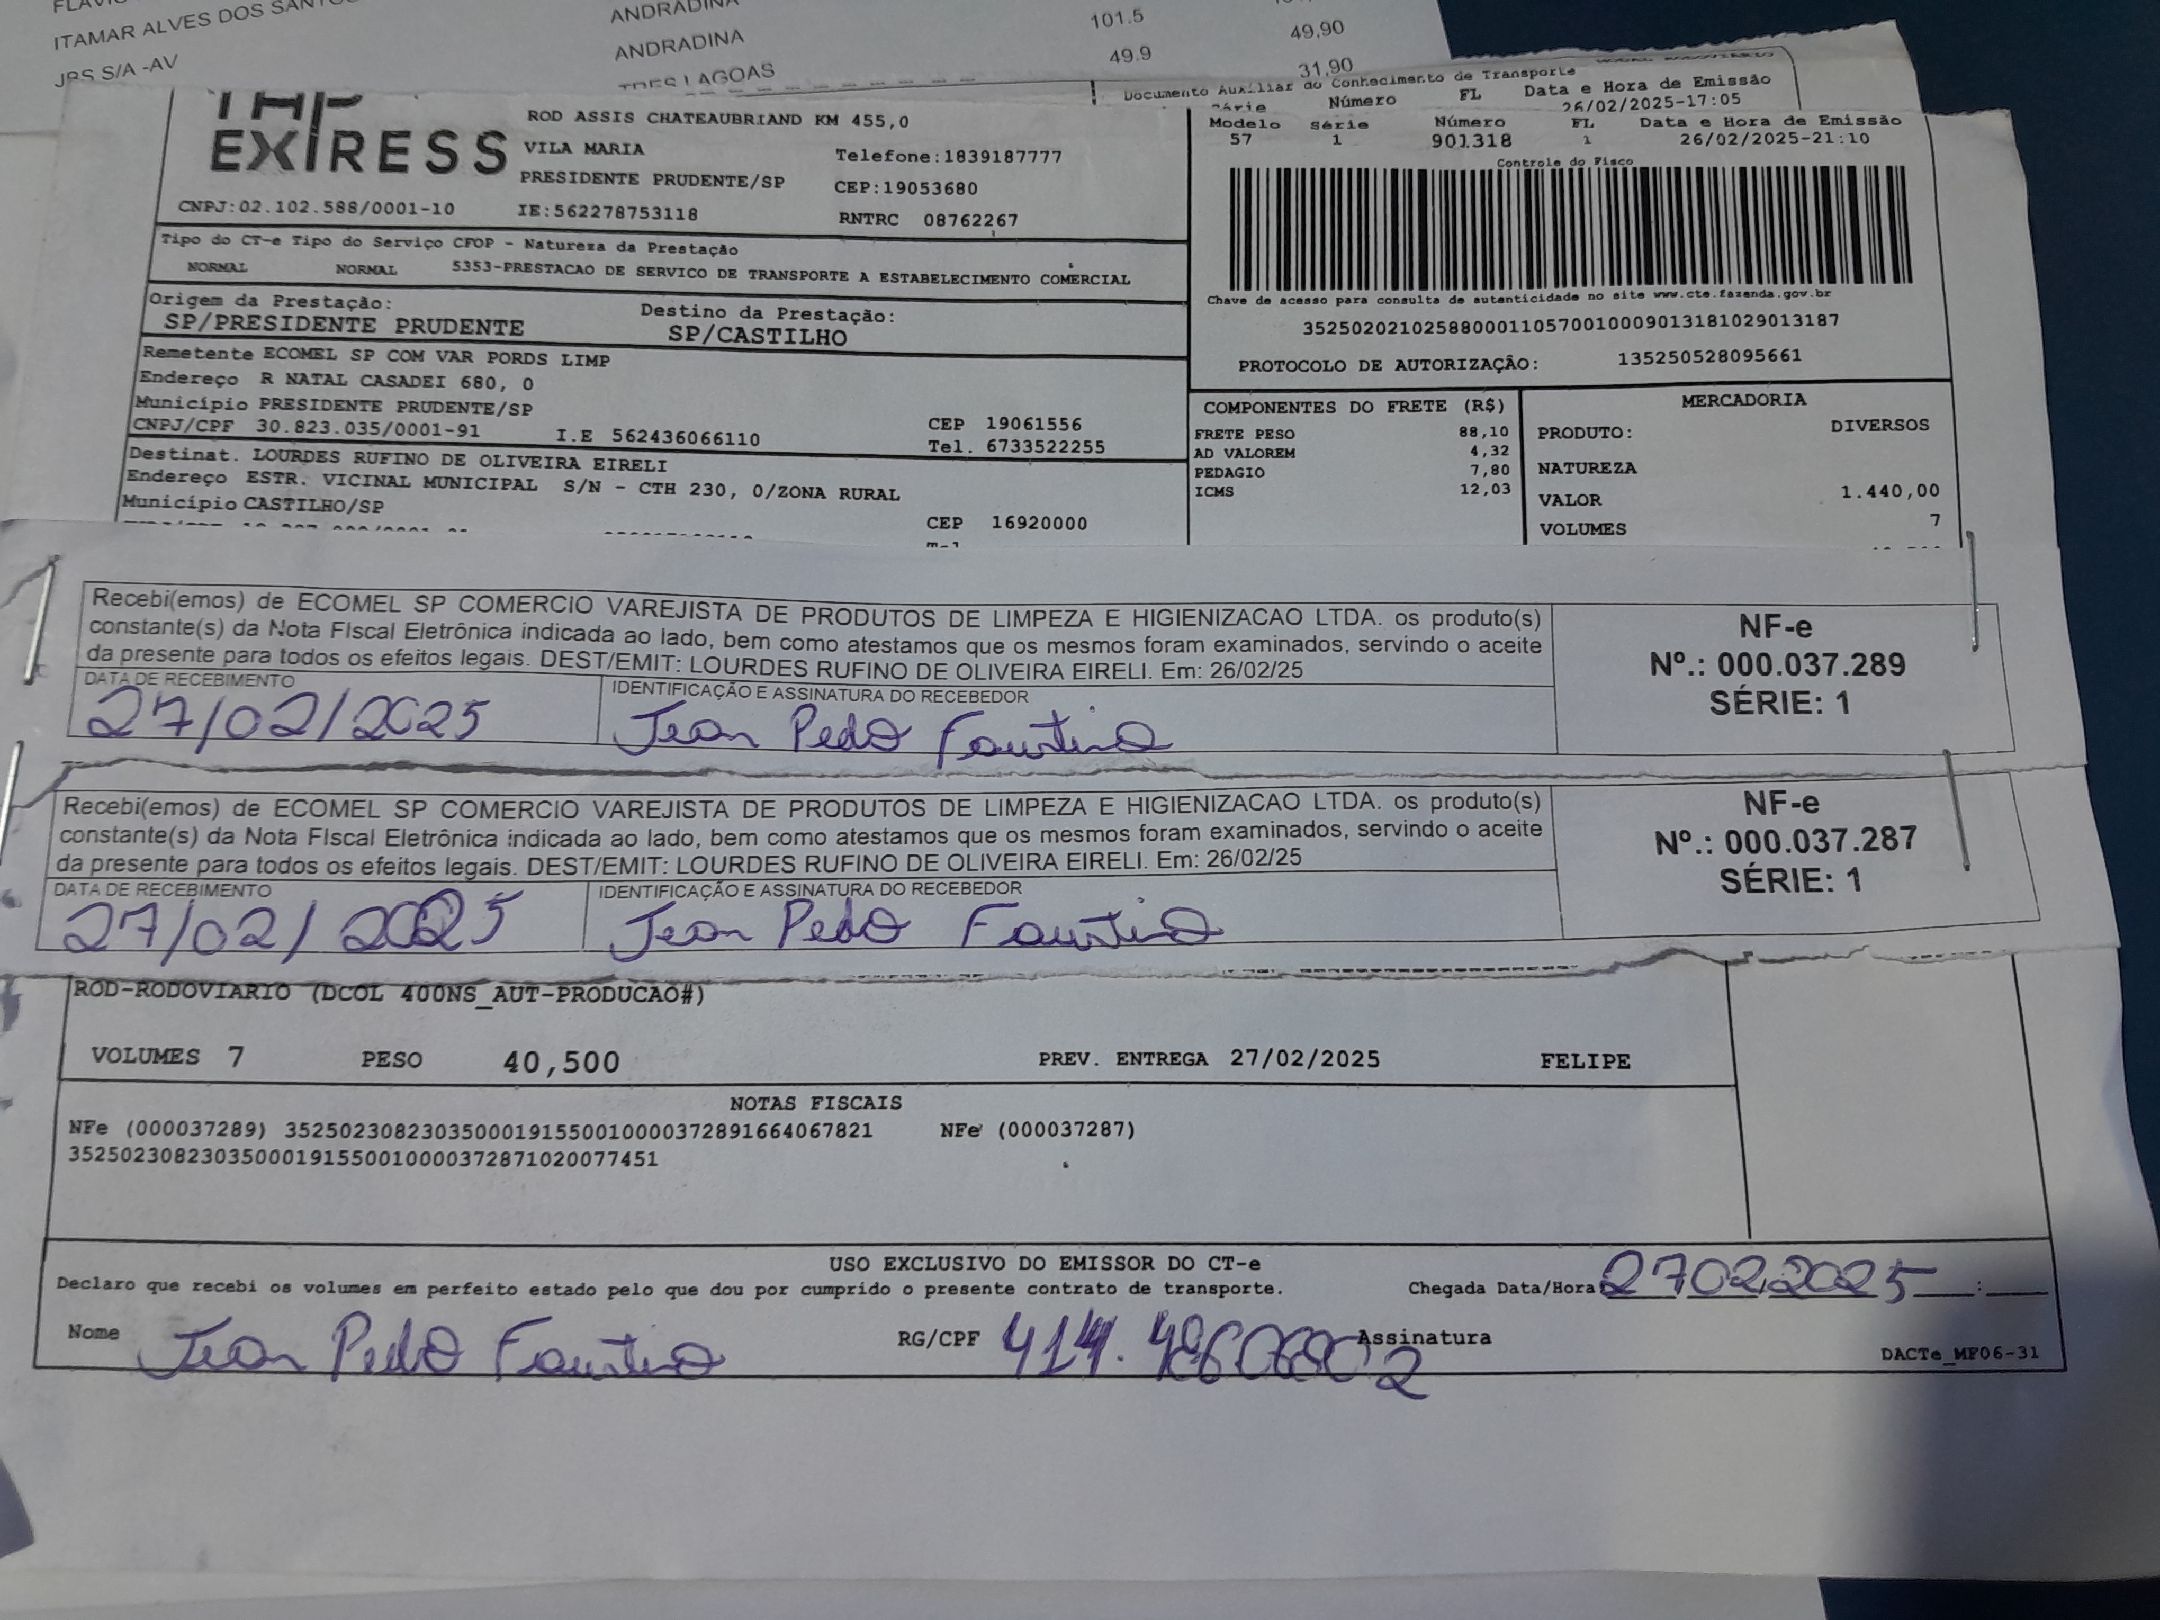 ITAMAR ALVES DOS SANTOS
ANDRADINA
JBS S/A -AV
ANDRADINA
101.5
49,90
TRES LAGOAS
49.9
31,90
Documento Auxiliar do Conhecimento de Transporte
Série Número FL Data e Hora de Emissão
26/02/2025-17:05
EXPRESS
ROD ASSIS CHATEAUBRIAND KM 455,0
VILA MARIA
Telefone:1839187777
PRESIDENTE PRUDENTE/SP
CEP:19053680
CNPJ:02.102.588/0001-10 IE:562278753118
RNTRC 08762267
Modelo Série Número FL Data e Hora de Emissão
57 1 901318 1 26/02/2025-21:10
Controle do Fisco
Chave de acesso para consulta de autenticidade no site www.cte.fazenda.gov.br
35250202102588000110570010009013181029013187
PROTOCOLO DE AUTORIZAÇÃO: 135250528095661
Tipo do CT-e Tipo do Serviço CFOP - Natureza da Prestação
NORMAL NORMAL 5353-PRESTACAO DE SERVICO DE TRANSPORTE A ESTABELECIMENTO COMERCIAL
Origem da Prestação: Destino da Prestação:
SP/PRESIDENTE PRUDENTE SP/CASTILHO
Remetente ECOMEL SP COM VAR PORDS LIMP
Endereço R NATAL CASADEI 680, 0
Município PRESIDENTE PRUDENTE/SP CEP 19061556
CNPJ/CPF 30.823.035/0001-91 I.E 562436066110 Tel. 6733522255
Destinat. LOURDES RUFINO DE OLIVEIRA EIRELI
Endereço ESTR. VICINAL MUNICIPAL S/N - CTH 230, 0/ZONA RURAL
Município CASTILHO/SP CEP 16920000
COMPONENTES DO FRETE (R$)
FRETE PESO 88,10
AD VALOREM 4,32
PEDAGIO 7,80
ICMS 12,03
MERCADORIA
PRODUTO: DIVERSOS
NATUREZA
VALOR 1.440,00
VOLUMES 7
Recebi(emos) de ECOMEL SP COMERCIO VAREJISTA DE PRODUTOS DE LIMPEZA E HIGIENIZACAO LTDA. os produto(s)
constante(s) da Nota FIscal Eletrônica indicada ao lado, bem como atestamos que os mesmos foram examinados, servindo o aceite
da presente para todos os efeitos legais. DEST/EMIT: LOURDES RUFINO DE OLIVEIRA EIRELI. Em: 26/02/25
DATA DE RECEBIMENTO IDENTIFICAÇÃO E ASSINATURA DO RECEBEDOR
27/02/2025 Jean Pedo Faustino
NF-e
Nº.: 000.037.289
SÉRIE: 1
Recebi(emos) de ECOMEL SP COMERCIO VAREJISTA DE PRODUTOS DE LIMPEZA E HIGIENIZACAO LTDA. os produto(s)
constante(s) da Nota FIscal Eletrônica indicada ao lado, bem como atestamos que os mesmos foram examinados, servindo o aceite
da presente para todos os efeitos legais. DEST/EMIT: LOURDES RUFINO DE OLIVEIRA EIRELI. Em: 26/02/25
DATA DE RECEBIMENTO IDENTIFICAÇÃO E ASSINATURA DO RECEBEDOR
27/02/2025 Jean Pedo Faustino
NF-e
Nº.: 000.037.287
SÉRIE: 1
ROD-RODOVIARIO (DCOL 400NS_AUT-PRODUCAO#)
VOLUMES 7 PESO 40,500 PREV. ENTREGA 27/02/2025 FELIPE
NOTAS FISCAIS
NFe (000037289) 35250230823035000191550010000372891664067821 NFe (000037287)
35250230823035000191550010000372871020077451
USO EXCLUSIVO DO EMISSOR DO CT-e
Declaro que recebi os volumes em perfeito estado pelo que dou por cumprido o presente contrato de transporte. Chegada Data/Hora 27022025 :
Nome Jean Pedo Faustino RG/CPF Assinatura
DACTe_MF06-31